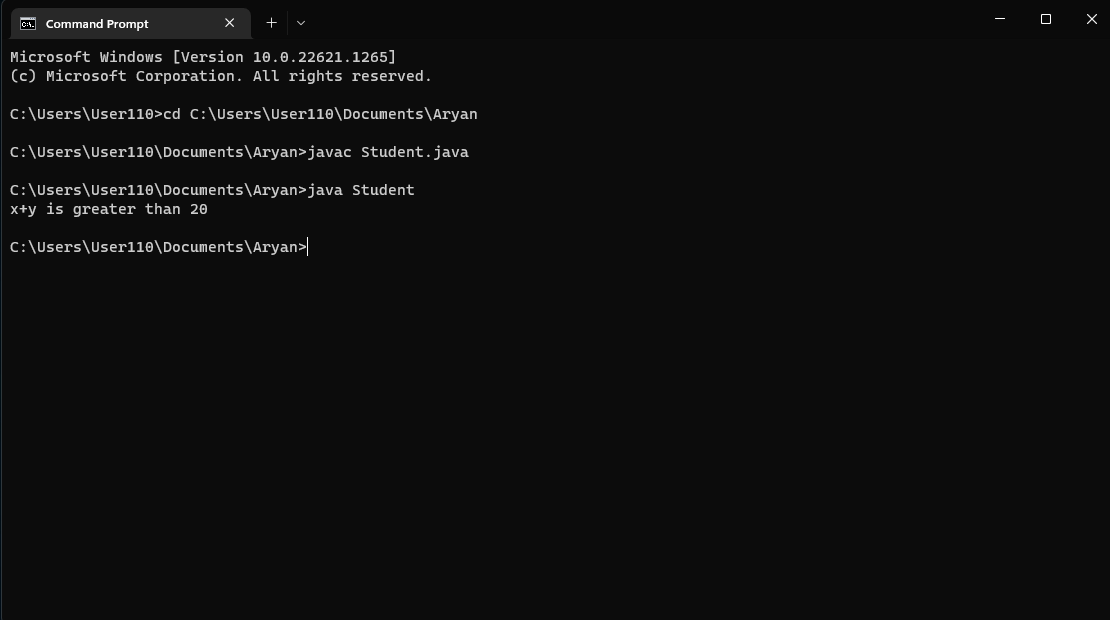 Command Prompt
Microsoft Windows [Version 10.0.22621.1265]
(c) Microsoft Corporation. All rights reserved.
C:\Users\User110>cd C:\Users\User110\Documents\Aryan
C:\Users\User110\Documents\Aryan>javac Student.java
C:\Users\User110\Documents\Aryan>java Student
x+y is greater than 20
C:\Users\User110\Documents\Aryan>